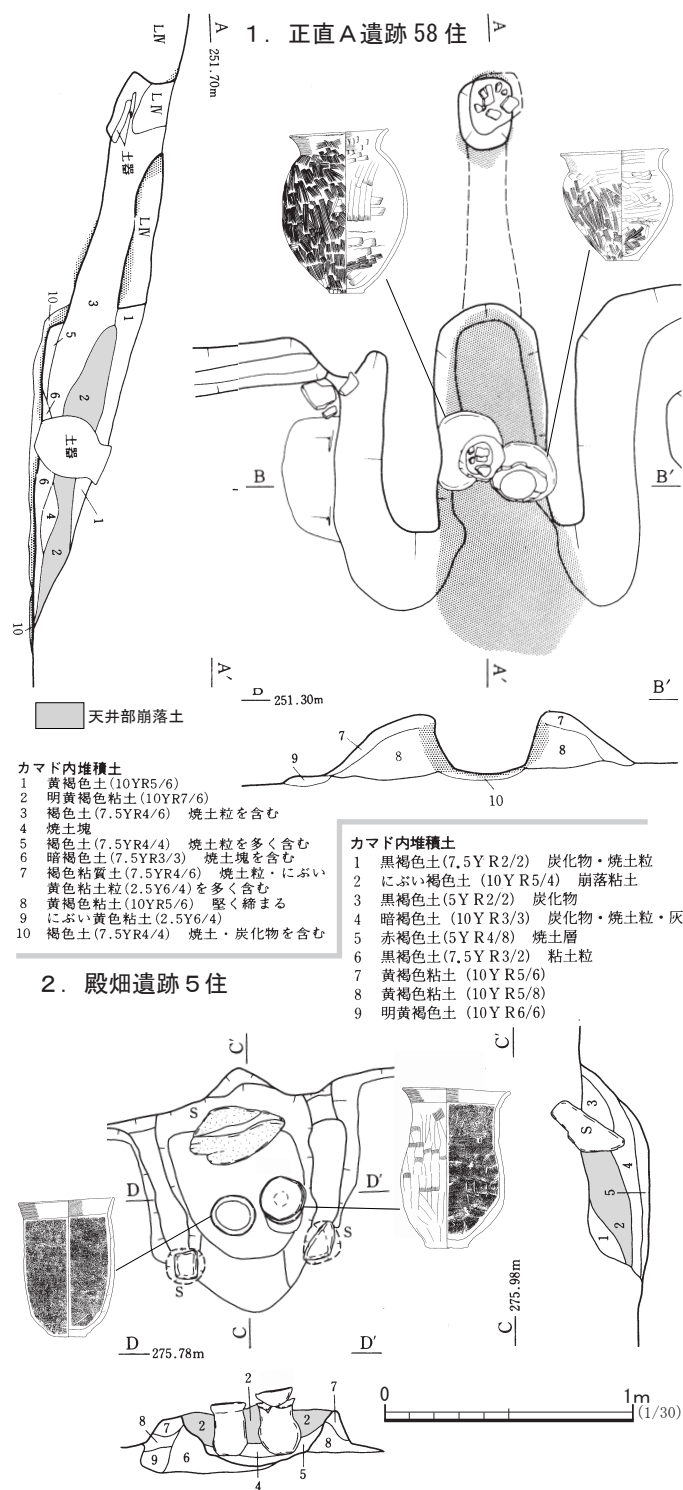 1. 正直A遺跡58住
A
A
251.70m
LⅣ
LⅣ
LⅣ
土器
3
10
1
5
2
6
土器
6
4
1
2
10
B
B′
A′
A′
B
251.30m
B′
7
7
9
8
8
10
天井部崩落土
カマド内堆積土
1 黄褐色土(10YR5/6)
2 明黄褐色粘土(10YR7/6)
3 褐色土(7.5YR4/6) 焼土粒を含む
4 焼土塊
5 褐色土(7.5YR4/4) 焼土粒を多く含む
6 暗褐色土(7.5YR3/3) 焼土塊を含む
7 褐色粘質土(7.5YR4/6) 焼土粒・にぶい
黄色土粒(2.5Y6/4)を多く含む
8 黄褐色粘土(10YR5/6) 堅く締まる
9 にぶい黄色粘土(2.5Y6/4)
10 褐色土(7.5YR4/4) 焼土・炭化物を含む
カマド内堆積土
1 黒褐色土(7.5YR2/2) 炭化物・焼土粒
2 にぶい褐色土(10YR5/4) 崩落粘土
3 黒褐色土(5YR2/2) 炭化物
4 暗褐色土(10YR3/3) 炭化物・焼土粒・灰
5 赤褐色土(5YR4/8) 焼土層
6 黒褐色土(7.5YR3/2) 粘土粒
7 黄褐色粘土(10YR5/6)
8 黄褐色粘土(10YR5/8)
9 明黄褐色土(10YR6/6)
2. 殿畑遺跡5住
C′
C′
S
D
D′
S
S
C
3
S
4
5
2
1
C 275.98m
D 275.78m
D′
2
7
8
7
2
2
9
6
8
5
4
0
1m
(1/30)